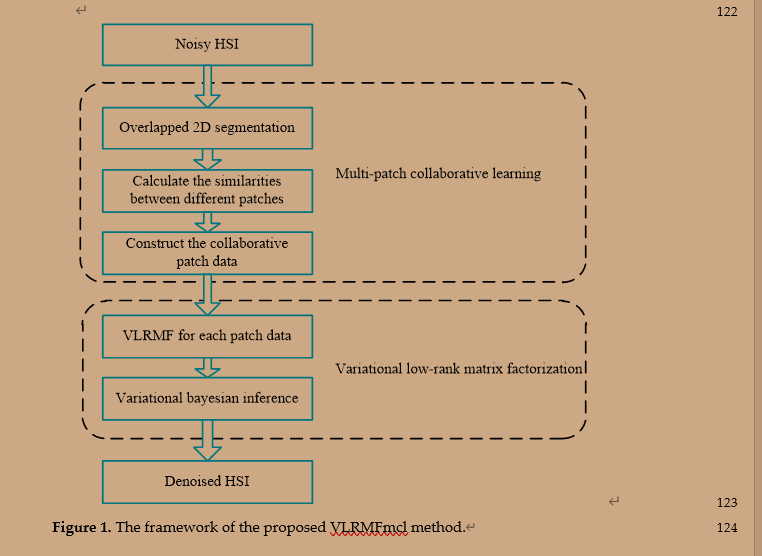 122
Noisy HSI
Overlapped 2D segmentation
Multi-patch collaborative learning
Calculate the similarities
between different patches
Construct the collaborative
patch data
VLRMF for each patch data
Variational low-rank matrix factorization
Variational bayesian inference
Denoised HSI
123
Figure 1. The framework of the proposed VLRMFmcl method.
124